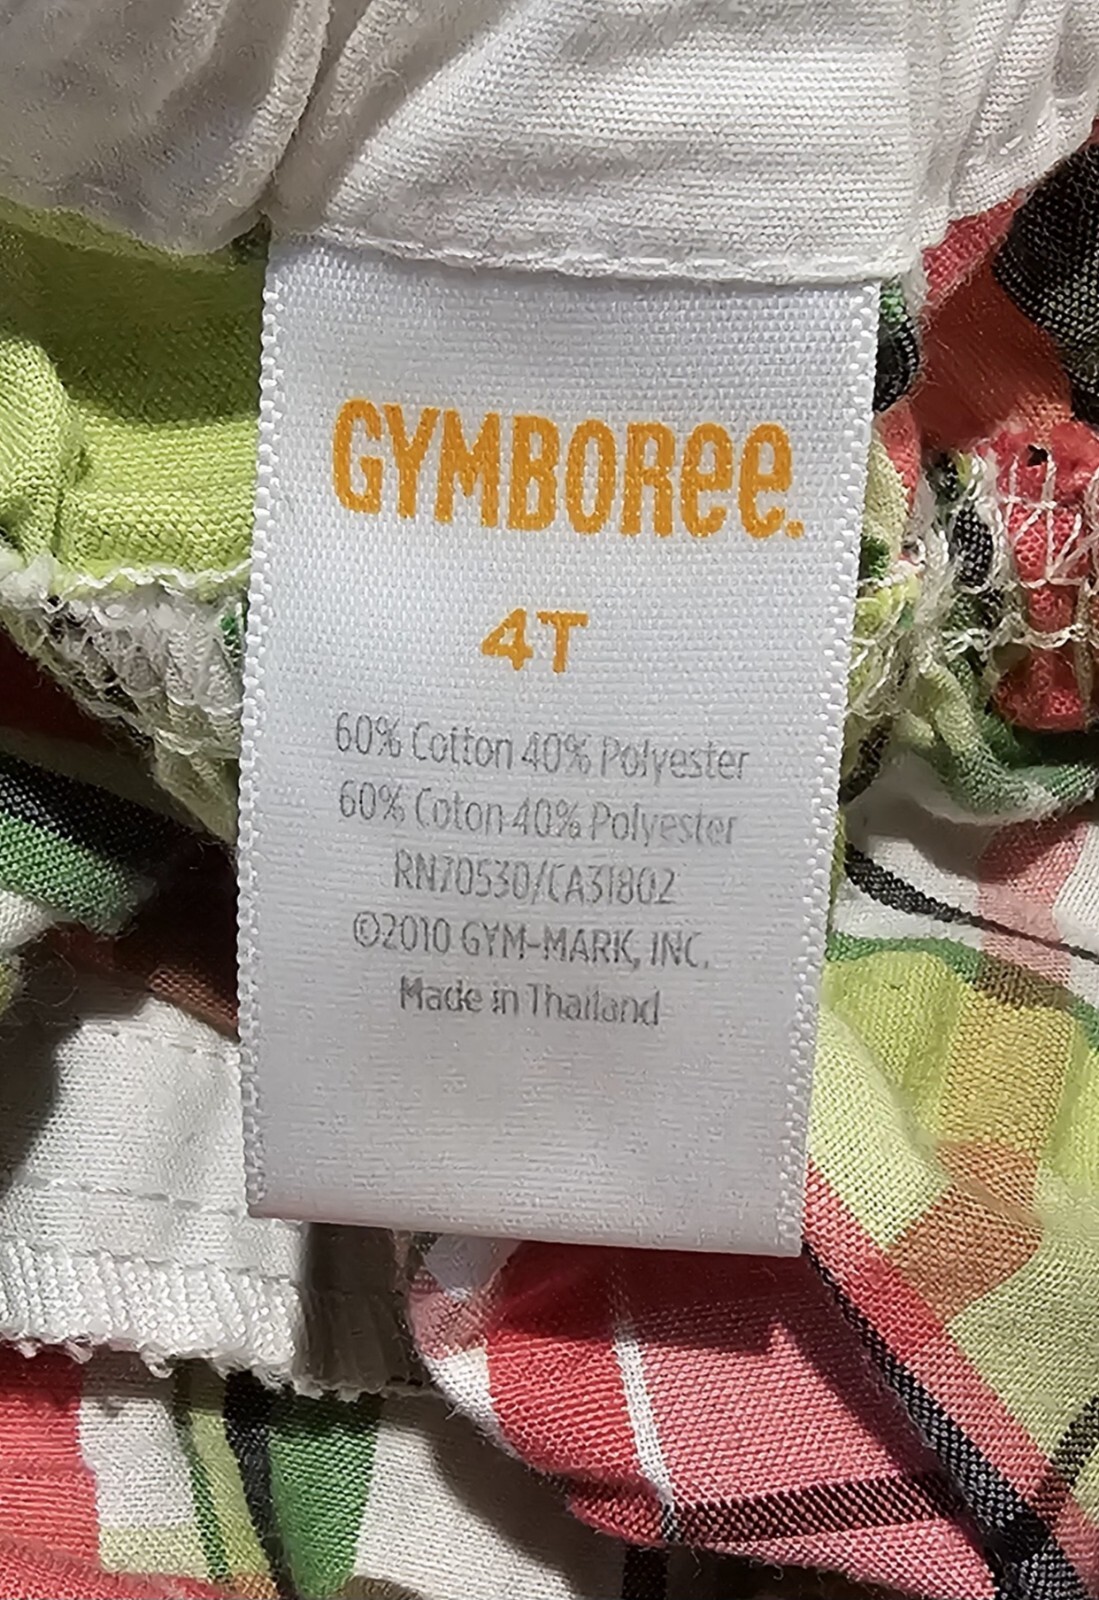 GYMBOREE.
4T
60% Cotton 40% Polyester
60% Coton 40% Polyester
RN70530/CA31802
©2010 GYM-MARK, INC.
Made in Thailand